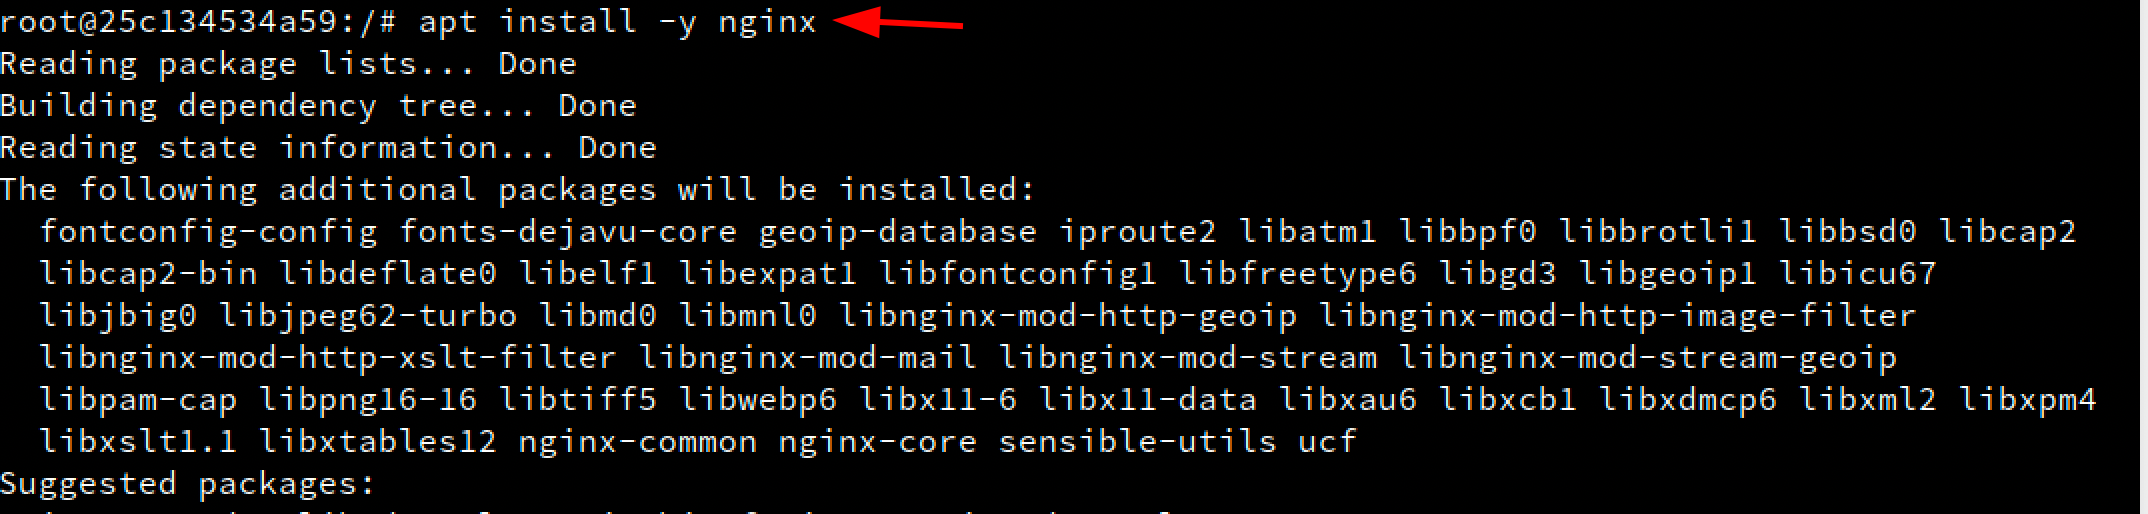 root@25c134534a59:/# apt install -y nginx
Reading package lists... Done
Building dependency tree... Done
Reading state information... Done
The following additional packages will be installed:
  fontconfig-config fonts-dejavu-core geoip-database iproute2 libatm1 libbpf0 libbrotli1 libbsd0 libcap2
  libcap2-bin libdeflate0 libelf1 libexpat1 libfontconfig1 libfreetype6 libgd3 libgeoip1 libicu67
  libjbig0 libjpeg62-turbo libmd0 libmnl0 libnginx-mod-http-geoip libnginx-mod-http-image-filter
  libnginx-mod-http-xslt-filter libnginx-mod-mail libnginx-mod-stream libnginx-mod-stream-geoip
  libpam-cap libpng16-16 libtiff5 libwebp6 libx11-6 libx11-data libxau6 libxcb1 libxdmcp6 libxml2 libxpm4
  libxslt1.1 libxtables12 nginx-common nginx-core sensible-utils ucf
Suggested packages: